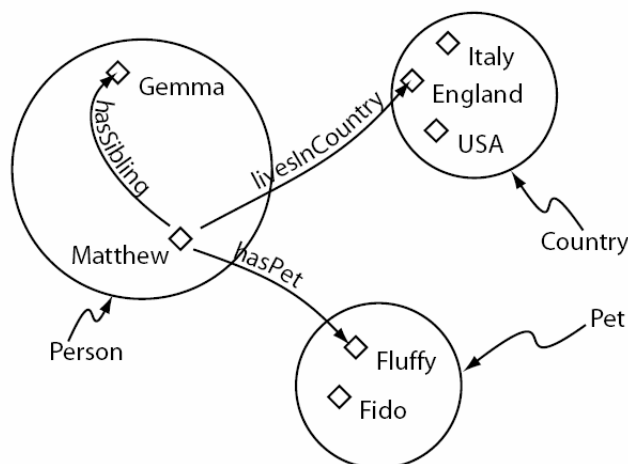 Gemma
hasSibling
Matthew
Person
livesInCountry
Italy
England
USA
Country
hasPet
Fluffy
Fido
Pet